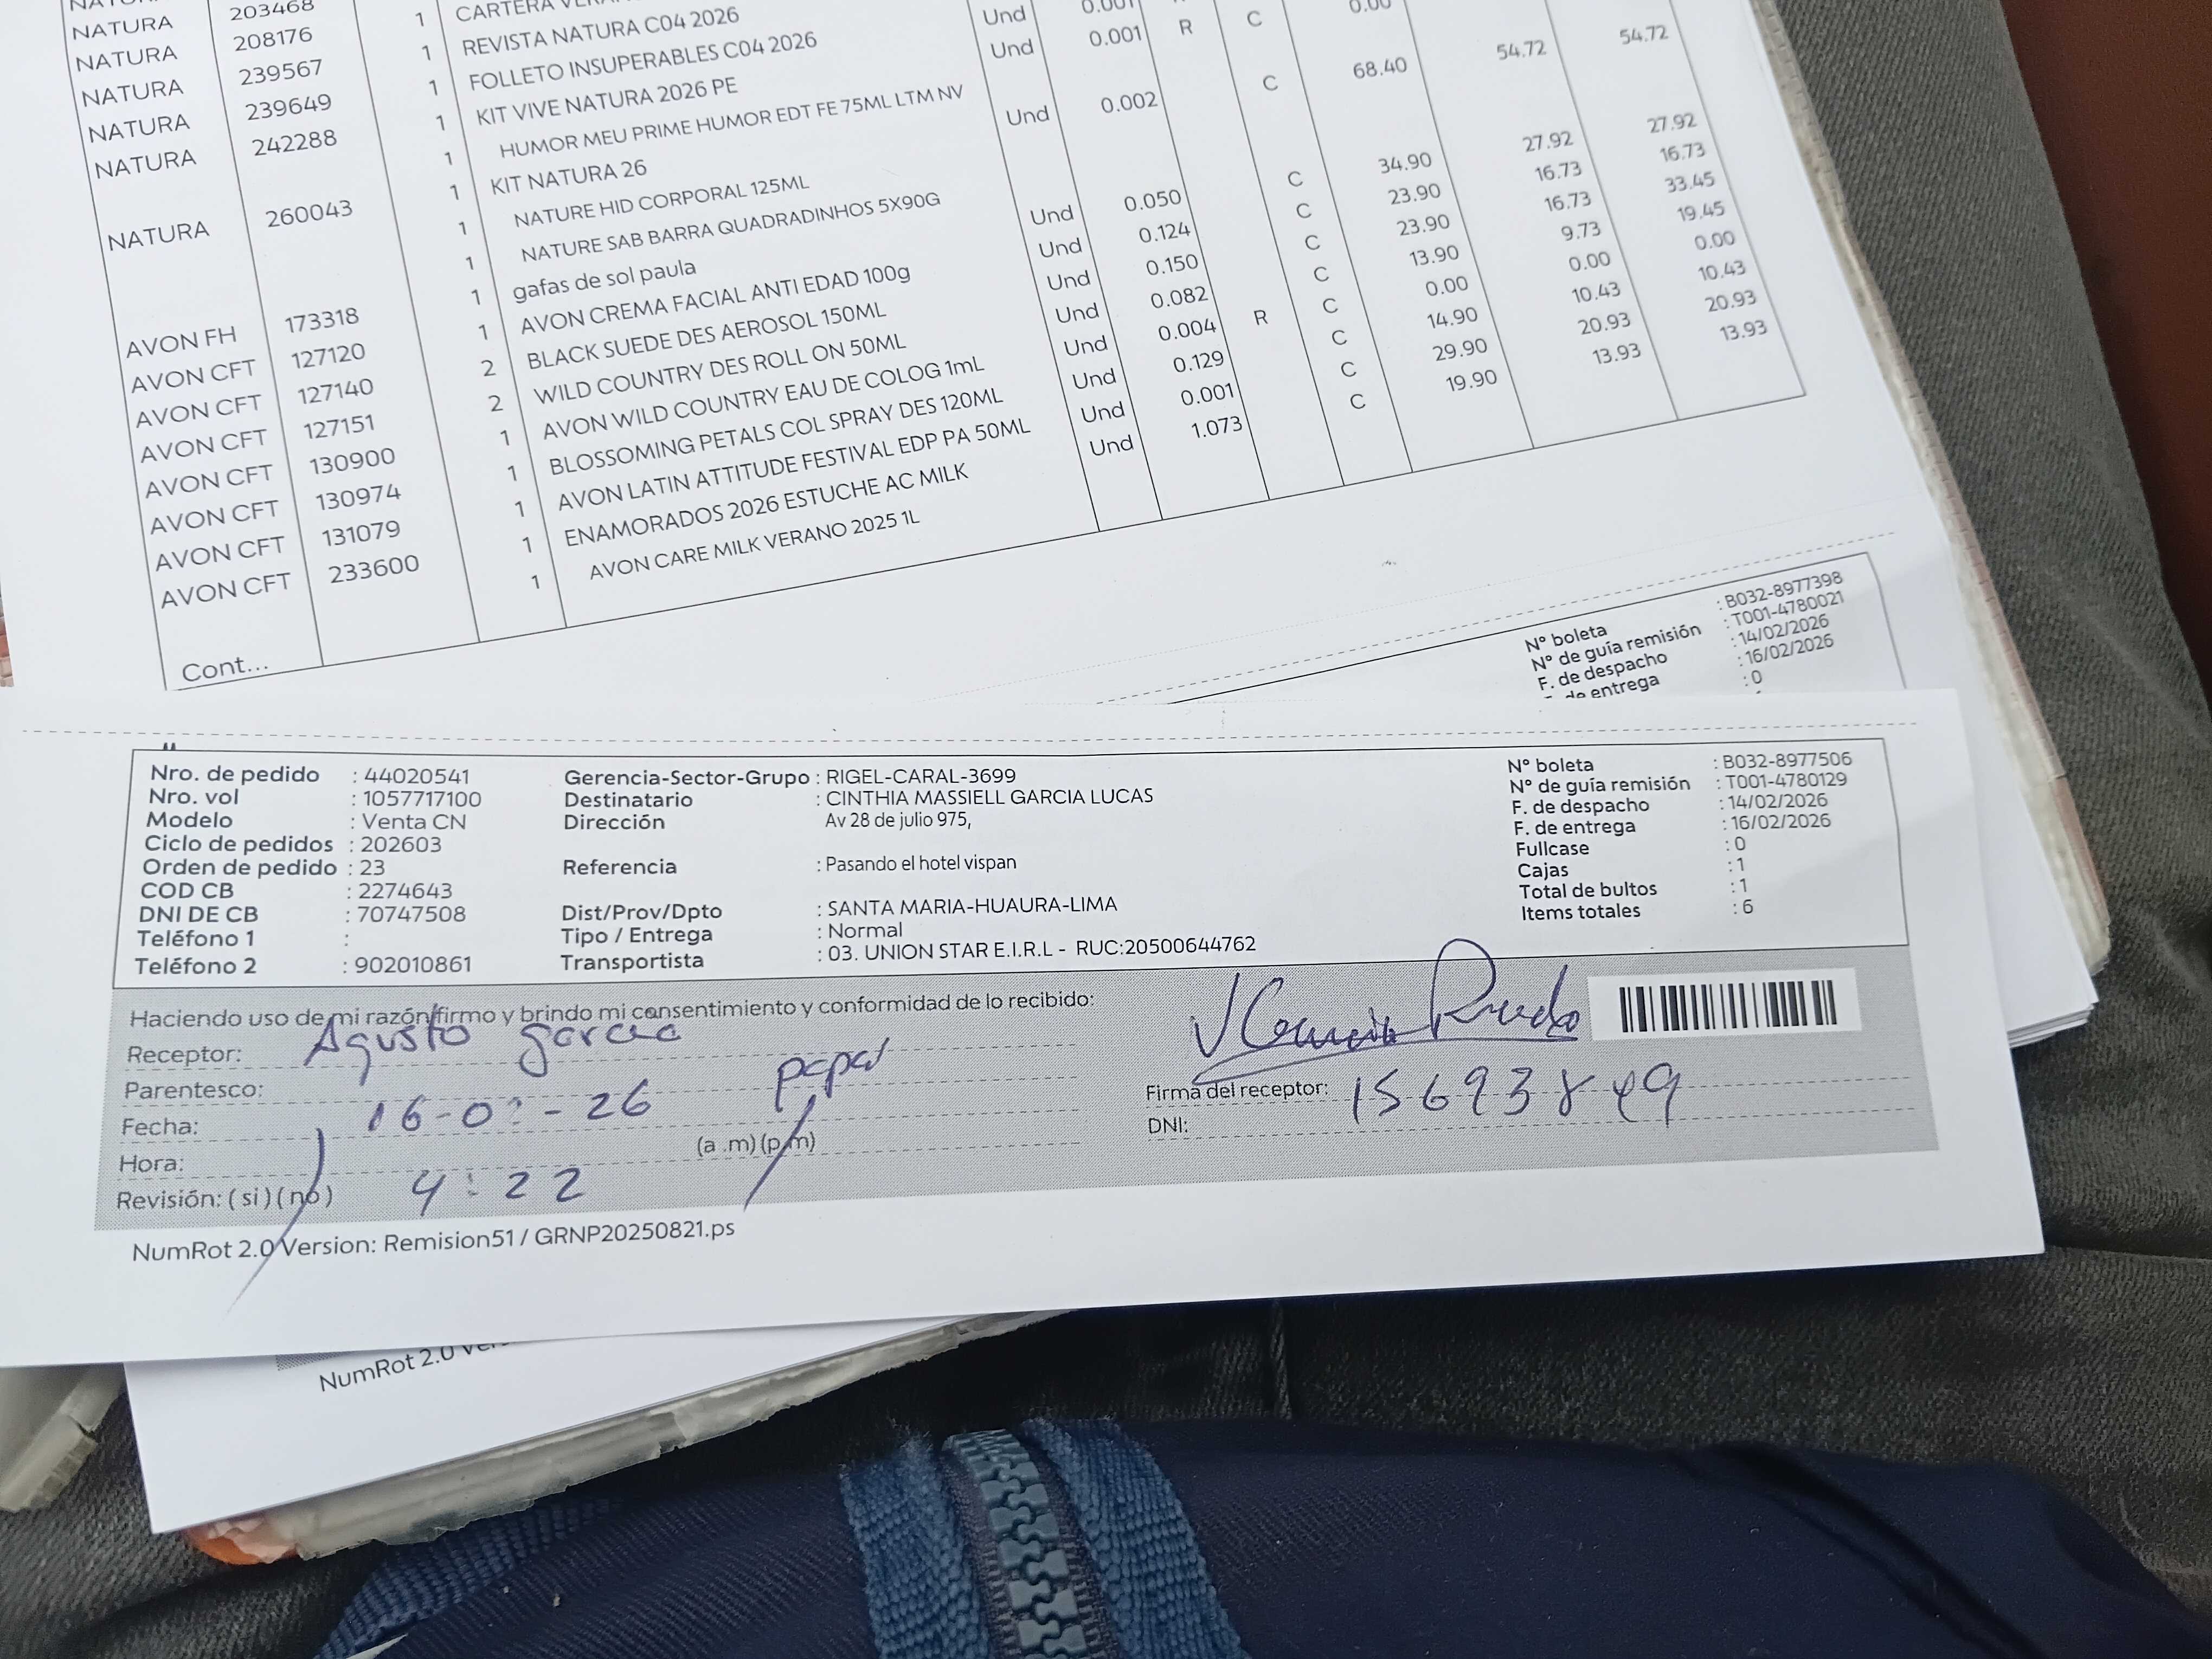 NATURA 203468 1 CARTERA
NATURA 208176 1 REVISTA NATURA C04 2026 Und 0.001
NATURA 239567 1 FOLLETO INSUPERABLES C04 2026 Und 0.001 R C 0.00
NATURA 239649 1 KIT VIVE NATURA 2026 PE
1 HUMOR MEU PRIME HUMOR EDT FE 75ML LTM NV
NATURA 242288 1 KIT NATURA 26 Und 0.002 C 68.40 54.72 54.72
1 NATURE HID CORPORAL 125ML
1 NATURE SAB BARRA QUADRADINHOS 5X90G
NATURA 260043
1 gafas de sol paula
AVON FH 173318 1 AVON CREMA FACIAL ANTI EDAD 100g Und 0.050 C 34.90 27.92 27.92
AVON CFT 127120 2 BLACK SUEDE DES AEROSOL 150ML Und 0.124 C 23.90 16.73 16.73
AVON CFT 127140 2 WILD COUNTRY DES ROLL ON 50ML Und 0.150 C 23.90 16.73 33.45
AVON CFT 127151 1 AVON WILD COUNTRY EAU DE COLOG 1mL Und 0.082 C 13.90 9.73 19.45
AVON CFT 130900 1 BLOSSOMING PETALS COL SPRAY DES 120ML Und 0.004 R C 0.00 0.00 0.00
AVON CFT 130974 1 AVON LATIN ATTITUDE FESTIVAL EDP PA 50ML Und 0.129 C 14.90 10.43 10.43
AVON CFT 131079 1 ENAMORADOS 2026 ESTUCHE AC MILK Und 0.001 C 29.90 20.93 20.93
AVON CFT 233600 1 AVON CARE MILK VERANO 2025 1L Und 1.073 C 19.90 13.93 13.93
Cont...
N° boleta : B032-8977398
N° de guía remisión : T001-4780021
F. de despacho : 14/02/2026
de entrega : 16/02/2026
: 0
Nro. de pedido : 44020541 Gerencia-Sector-Grupo : RIGEL-CARAL-3699 N° boleta : B032-8977506
Nro. vol : 1057717100 Destinatario : CINTHIA MASSIELL GARCIA LUCAS N° de guía remisión : T001-4780129
Modelo : Venta CN Dirección Av 28 de julio 975, F. de despacho : 14/02/2026
Ciclo de pedidos : 202603 F. de entrega : 16/02/2026
Orden de pedido : 23 Referencia : Pasando el hotel vispan Fullcase : 0
COD CB : 2274643 Cajas : 1
DNI DE CB : 70747508 Dist/Prov/Dpto : SANTA MARIA-HUAURA-LIMA Total de bultos : 1
Teléfono 1 : Tipo / Entrega : Normal Items totales : 6
Teléfono 2 : 902010861 Transportista : 03. UNION STAR E.I.R.L - RUC:20500644762
Haciendo uso de mi razón firmo y brindo mi consentimiento y conformidad de lo recibido:
Receptor: Agusto garcia
Parentesco: papa
Fecha: 16-02-26
Firma del receptor:
DNI: 15693849
Hora: 4:22 (a .m) (p.m)
Revisión: ( si ) ( no )
NumRot 2.0 Version: Remision51 / GRNP20250821.ps
NumRot 2.0